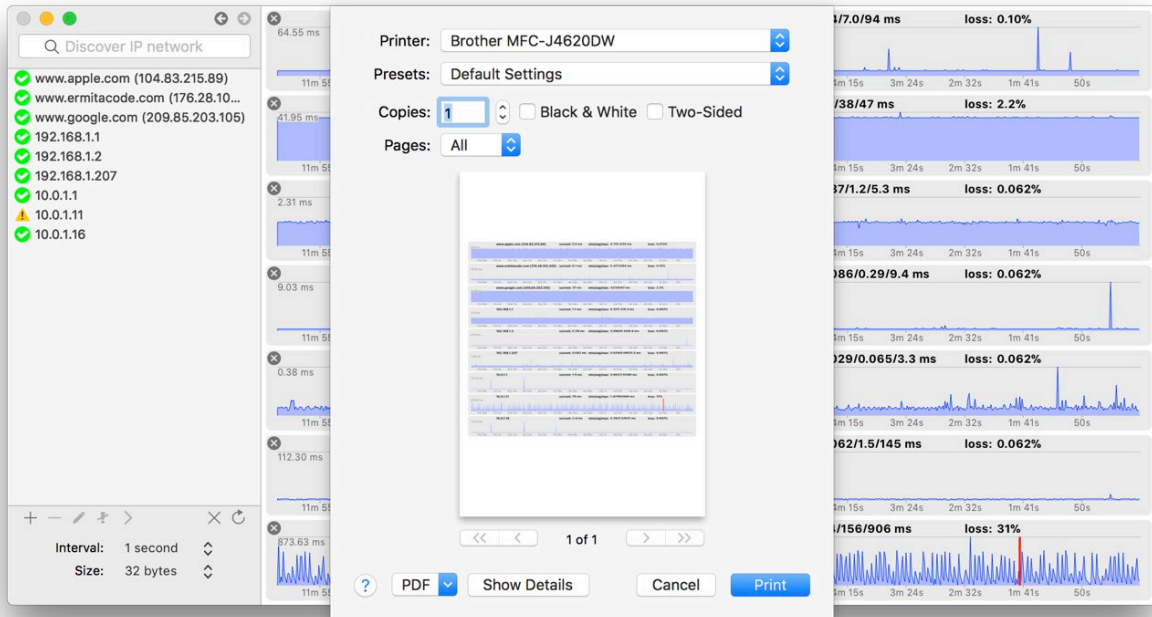 Discover IP network
www.apple.com (104.83.215.89)
www.ermitacode.com (176.28.10...
www.google.com (209.85.203.105)
192.168.1.1
192.168.1.2
192.168.1.207
10.0.1.1
10.0.1.11
10.0.1.16
Interval: 1 second
Size: 32 bytes
64.55 ms
11m 55
41.95 ms
11m 55
2.31 ms
11m 55
9.03 ms
11m 55
0.38 ms
11m 55
112.30 ms
11m 55
873.63 ms
11m 55
Printer: Brother MFC-J4620DW
Presets: Default Settings
Copies: 1 Black & White Two-Sided
Pages: All
1 of 1
? PDF Show Details Cancel Print
/7.0/94 ms loss: 0.10%
4m 15s 3m 24s 2m 32s 1m 41s 50s
/38/47 ms loss: 2.2%
4m 15s 3m 24s 2m 32s 1m 41s 50s
37/1.2/5.3 ms loss: 0.062%
4m 15s 3m 24s 2m 32s 1m 41s 50s
086/0.29/9.4 ms loss: 0.062%
4m 15s 3m 24s 2m 32s 1m 41s 50s
029/0.065/3.3 ms loss: 0.062%
4m 15s 3m 24s 2m 32s 1m 41s 50s
062/1.5/145 ms loss: 0.062%
4m 15s 3m 24s 2m 32s 1m 41s 50s
/156/906 ms loss: 31%
4m 15s 3m 24s 2m 32s 1m 41s 50s